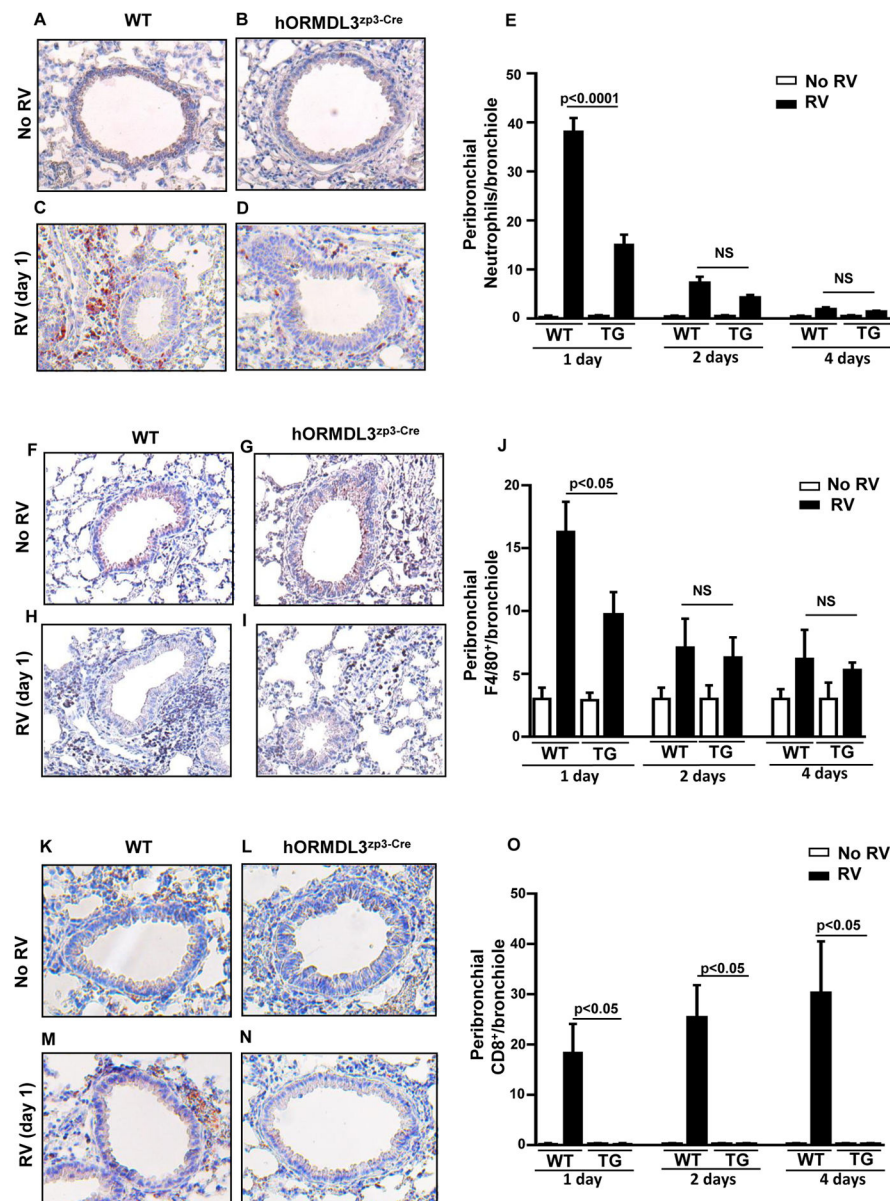 A
WT
B
hORMDL3zp3-Cre
No RV
C
D
RV (day 1)
E
No RV
RV
p<0.0001
NS
NS
Peribronchial
Neutrophils/bronchiole
50
40
30
20
10
0
WT TG WT TG WT TG
1 day 2 days 4 days
WT
hORMDL3zp3-Cre
F
G
No RV
H
I
RV (day 1)
J
No RV
RV
p<0.05
NS
NS
Peribronchial
F4/80+/bronchiole
20
15
10
5
0
WT TG WT TG WT TG
1 day 2 days 4 days
K
WT
L
hORMDL3zp3-Cre
No RV
M
N
RV (day 1)
O
No RV
RV
p<0.05
p<0.05
p<0.05
Peribronchial
CD8+/bronchiole
50
40
30
20
10
0
WT TG WT TG WT TG
1 day 2 days 4 days